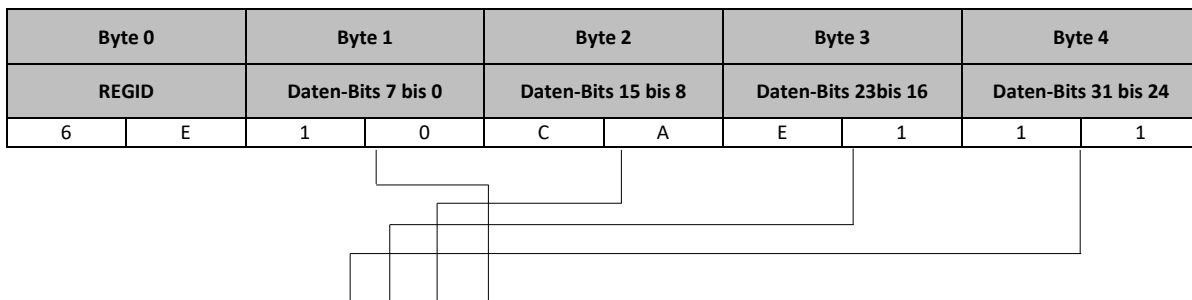 Byte 0 Byte 1 Byte 2 Byte 3 Byte 4
REGID Daten-Bits 7 bis 0 Daten-Bits 15 bis 8 Daten-Bits 23bis 16 Daten-Bits 31 bis 24
6 E 1 0 C A E 1 1 1